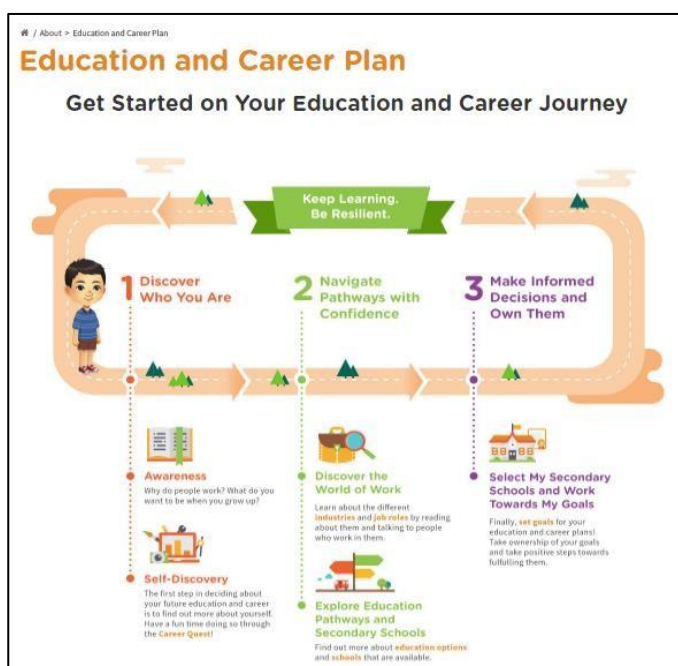 / About > Education and Career Plan
Education and Career Plan
Get Started on Your Education and Career Journey
Keep Learning.
Be Resilient.
1 Discover
Who You Are
2 Navigate
Pathways with
Confidence
3 Make Informed
Decisions and
Own Them
Awareness
Why do people work? What do you
want to be when you grow up?
Self-Discovery
The first step in deciding about
your future education and career
is to find out more about yourself.
Have a fun time doing so through
the Career Quest!
Discover the
World of Work
Learn about the different
industries and job roles by reading
about them and talking to people
who work in them.
Explore Education
Pathways and
Secondary Schools
Find out more about education options
and schools that are available.
Select My Secondary
Schools and Work
Towards My Goals
Finally, set goals for your
education and career plans!
Take ownership of your goals
and take positive steps towards
fulfulling them.